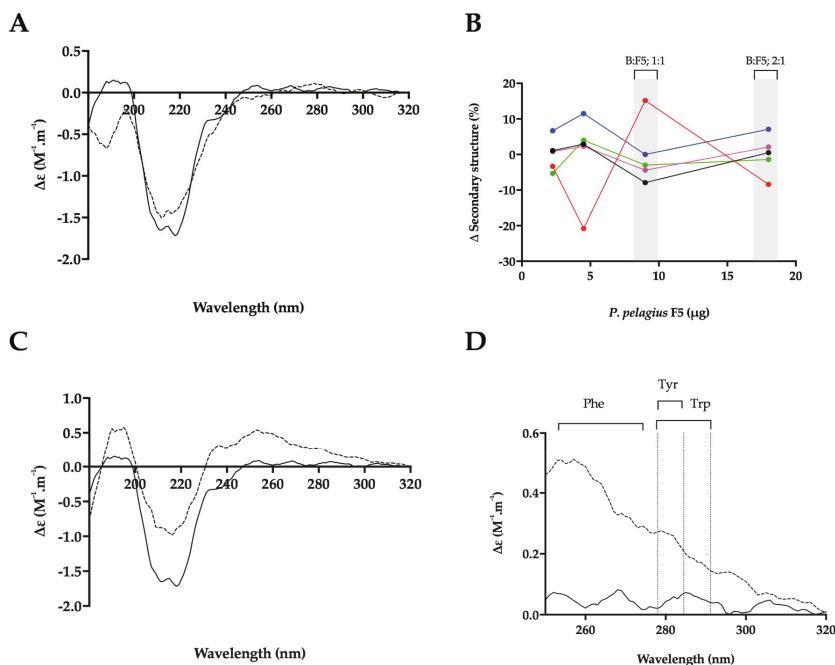 A
0.5
0.0
-0.5
-1.0
-1.5
-2.0
200 220 240 260 280 300 320
Δε (M⁻¹.m⁻¹)
Wavelength (nm)
B
B:F5; 1:1
B:F5; 2:1
20
10
0
-10
-20
-30
0 5 10 15 20
Δ Secondary structure (%)
P. pelagius F5 (µg)
C
1.0
0.5
0.0
-0.5
-1.0
-1.5
-2.0
200 220 240 260 280 300 320
Δε (M⁻¹.m⁻¹)
Wavelength (nm)
D
Tyr
Phe
Trp
0.6
0.4
0.2
0.0
260 280 300 320
Δε (M⁻¹.m⁻¹)
Wavelength (nm)